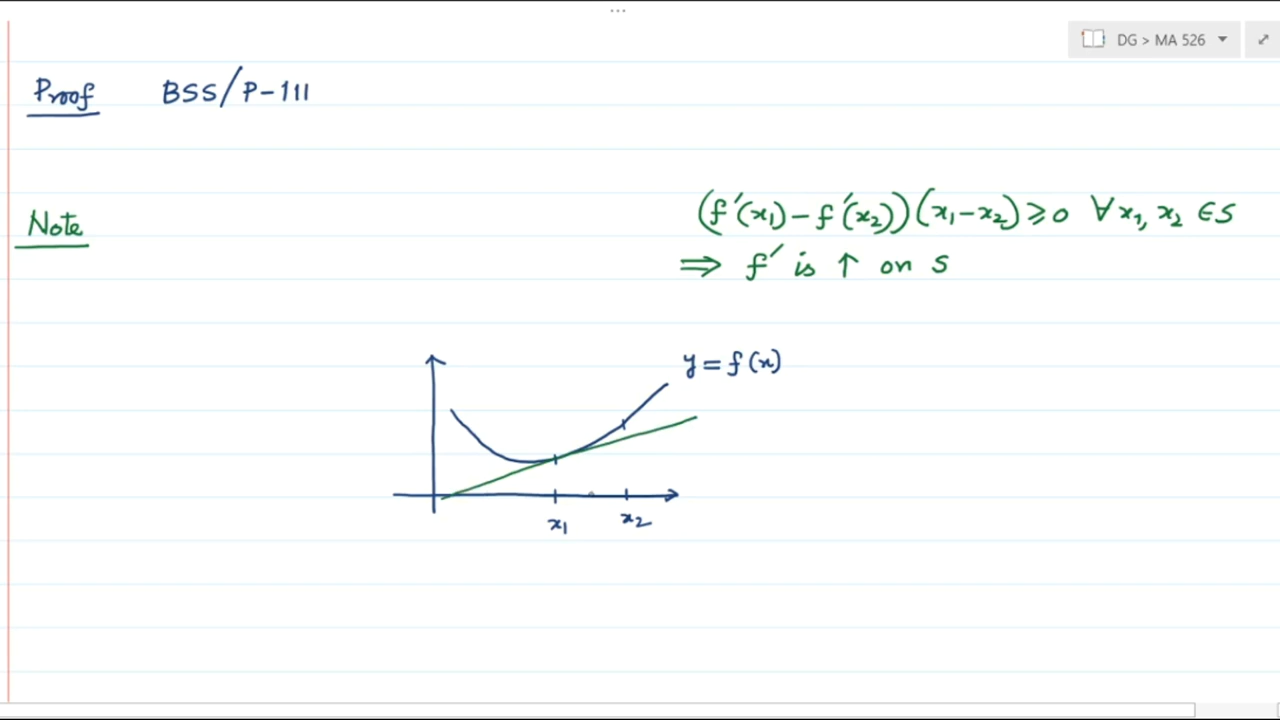 DG > MA 526
Proof BSS/P-111
(f'(x₁)-f'(x₂))(x₁-x₂)⩾0 ∀ x₁, x₂ ∈ S
Note
⇒ f' is ↑ on S
y = f(x)
x₁ x₂